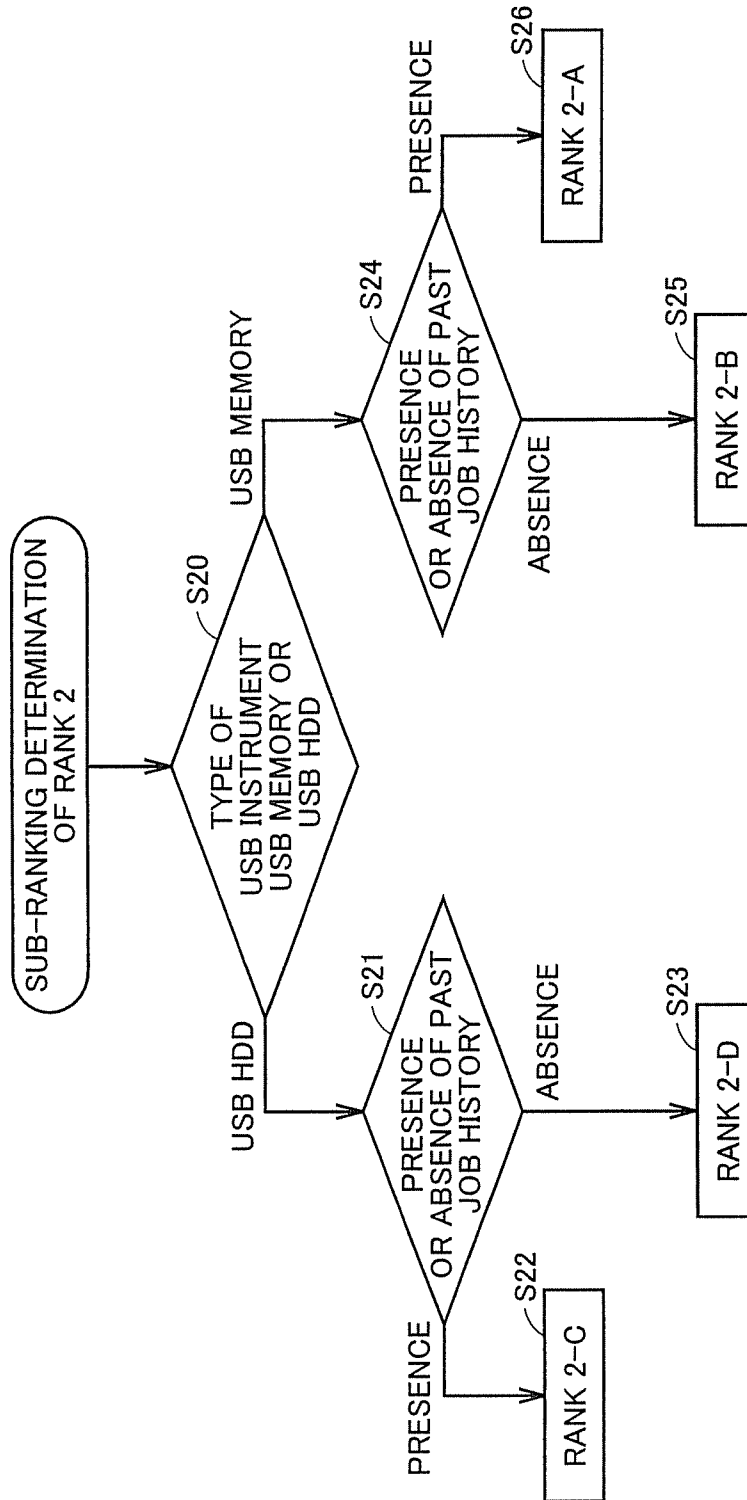 SUB-RANKING DETERMINATION
OF RANK 2
S20
TYPE OF
USB INSTRUMENT
USB MEMORY OR
USB HDD
USB HDD
USB MEMORY
S21
PRESENCE
OR ABSENCE OF PAST
JOB HISTORY
PRESENCE
ABSENCE
S22
RANK 2-C
S23
RANK 2-D
S24
PRESENCE
OR ABSENCE OF PAST
JOB HISTORY
PRESENCE
ABSENCE
S26
RANK 2-A
S25
RANK 2-B